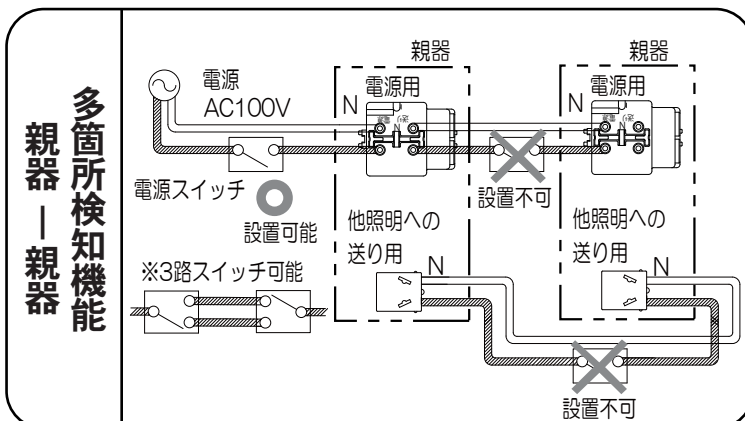 多箇所検知機能
親器ー親器
電源
AC100V
電源スイッチ
設置可能
※3路スイッチ可能
親器
N
電源用
N
他照明への
送り用
N
設置不可
親器
N
電源用
N
他照明への
送り用
N
設置不可